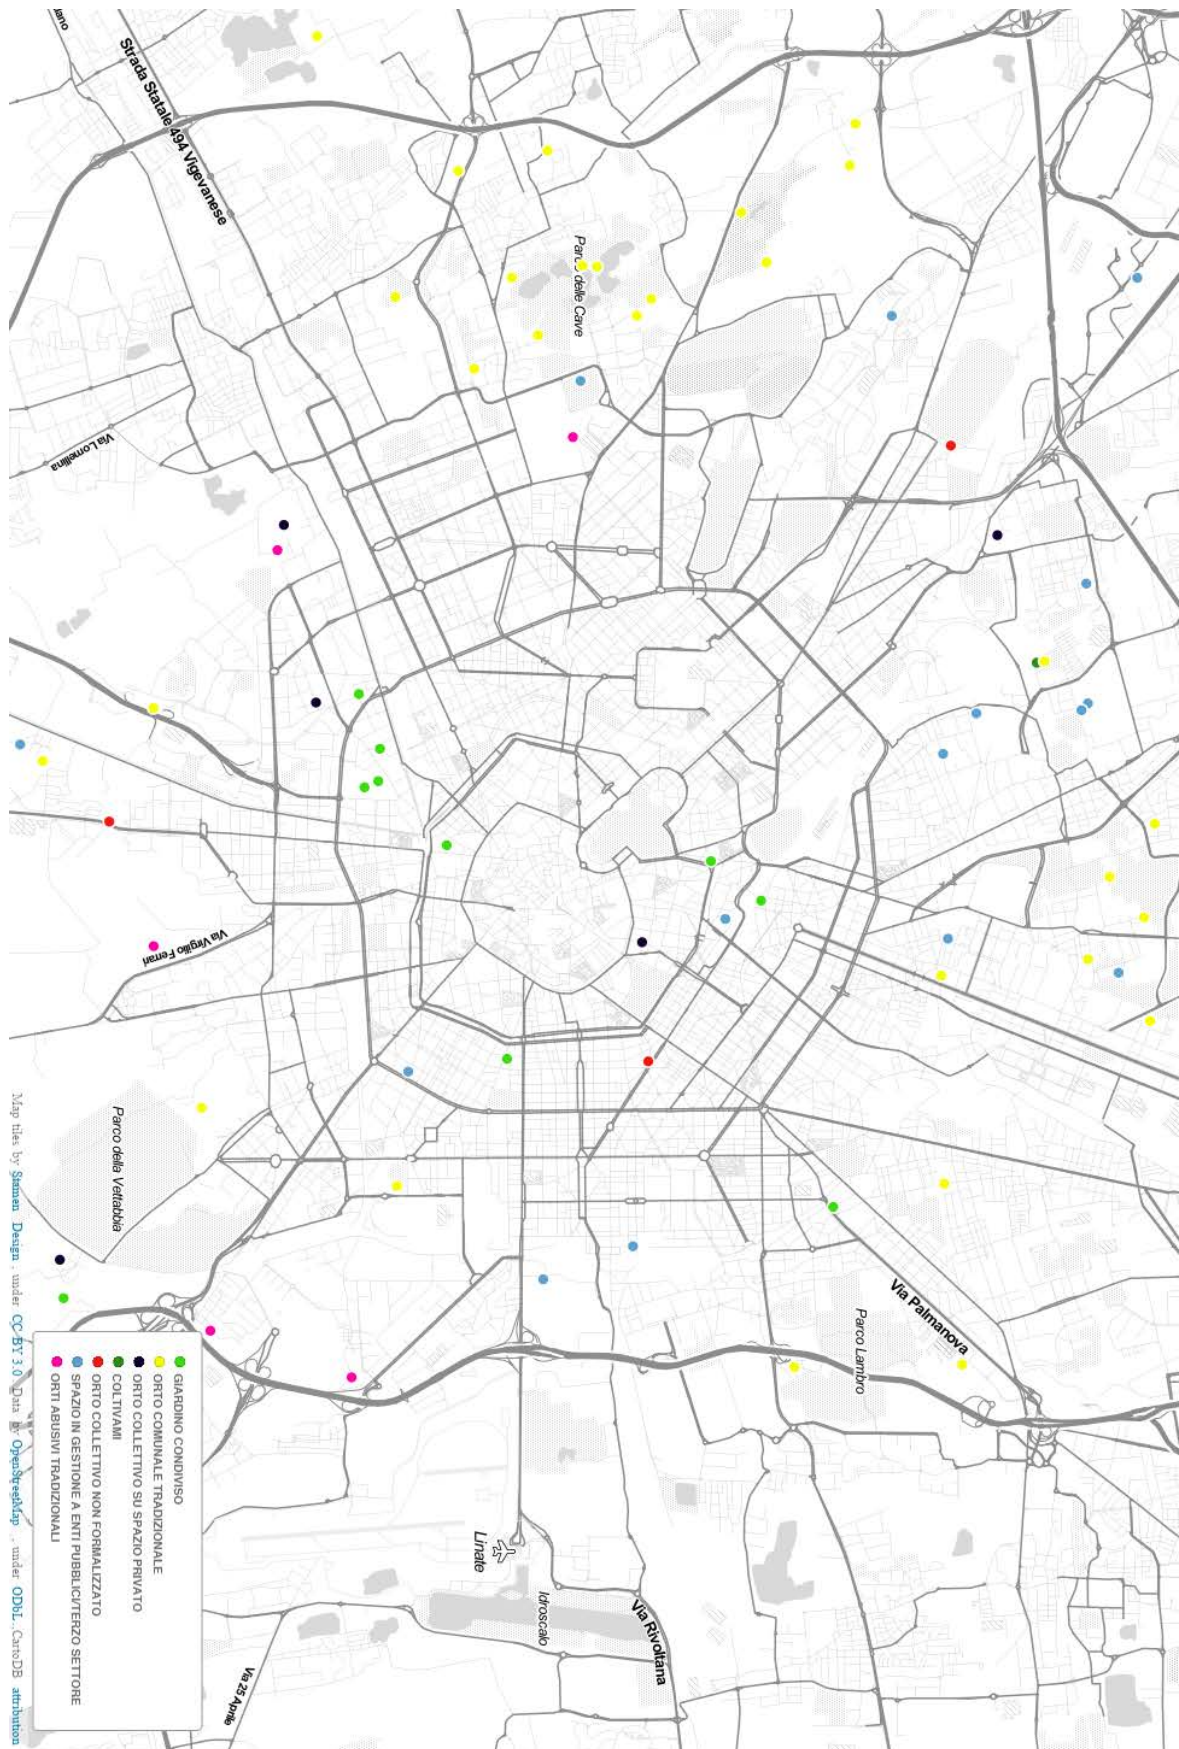 Strada Statale 494 Vigevanese
Parco delle Cave
Via Lomellina
Via Virgilio Ferrari
Parco della Vettabbia
Via Palmanova
Parco Lambro
Linate
Idroscalo
Via Rivoltana
Via 25 Aprile
GIARDINO CONDIVISO
ORTO COMUNALE TRADIZIONALE
ORTO COLLETTIVO SU SPAZIO PRIVATO
COLTIVAMI
ORTO COLLETTIVO NON FORMALIZZATO
SPAZIO IN GESTIONE A ENTI PUBBLICI/TERZO SETTORE
ORTI ABUSIVI TRADIZIONALI
Map tiles by Stamen Design, under CC BY 3.0. Data by OpenStreetMap, under ODbL., CartoDB attribution